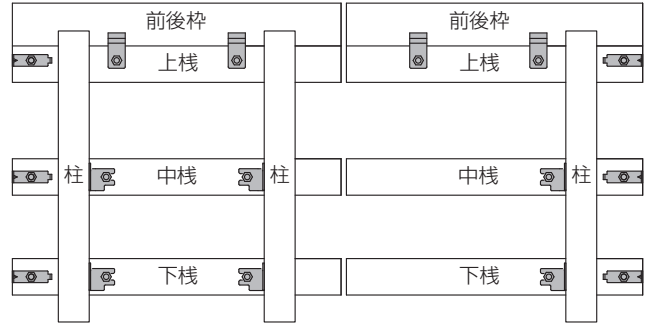 前後枠 前後枠
上桟 上桟
柱 中桟 柱 中桟 柱
下桟 下桟